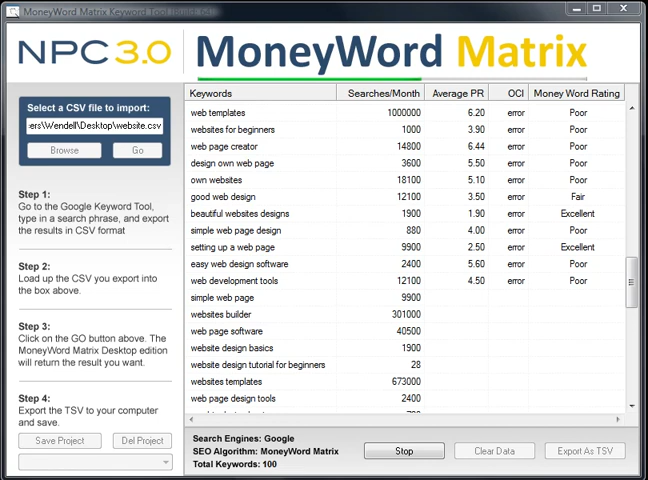 MoneyWord Matrix Keyword Tool
NPC3.0
MoneyWord Matrix
Select a CSV file to import:
ers\Wendell\Desktop\website.csv
Browse Go
Step 1:
Go to the Google Keyword Tool,
type in a search phrase, and export
the results in CSV format
Step 2:
Load up the CSV you export into
the box above.
Step 3:
Click on the GO button above. The
MoneyWord Matrix Desktop edition
will return the result you want.
Step 4:
Export the TSV to your computer
and save.
Save Project Del Project
Keywords Searches/Month Average PR OCI Money Word Rating
web templates 1000000 6.20 error Poor
websites for beginners 1000 3.90 error Poor
web page creator 14800 6.44 error Poor
design own web page 3600 5.50 error Poor
own websites 18100 5.10 error Poor
good web design 12100 3.50 error Fair
beautiful websites designs 1900 1.90 error Excellent
simple web page design 880 4.00 error Poor
setting up a web page 9900 2.50 error Excellent
easy web design software 2400 5.60 error Poor
web development tools 12100 4.50 error Poor
simple web page 9900
websites builder 301000
web page software 40500
website design basics 1900
website design tutorial for beginners 28
websites templates 673000
web page design tools 2400
Search Engines: Google
SEO Algorithm: MoneyWord Matrix
Total Keywords: 100
Stop Clear Data Export As TSV